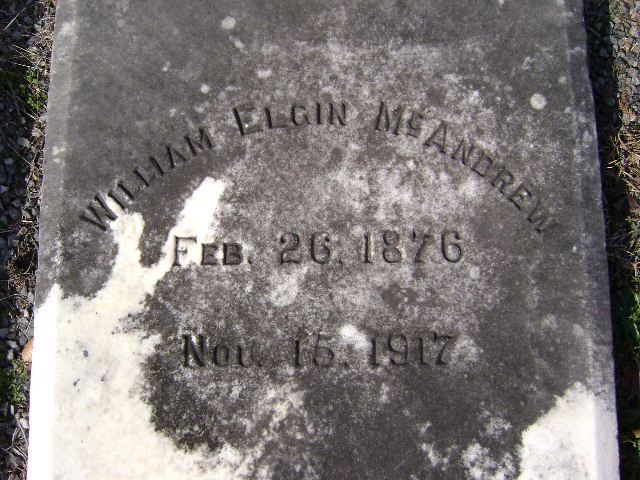 William Elgin McAndrew
Feb. 26. 1876
Nov. 15. 1917